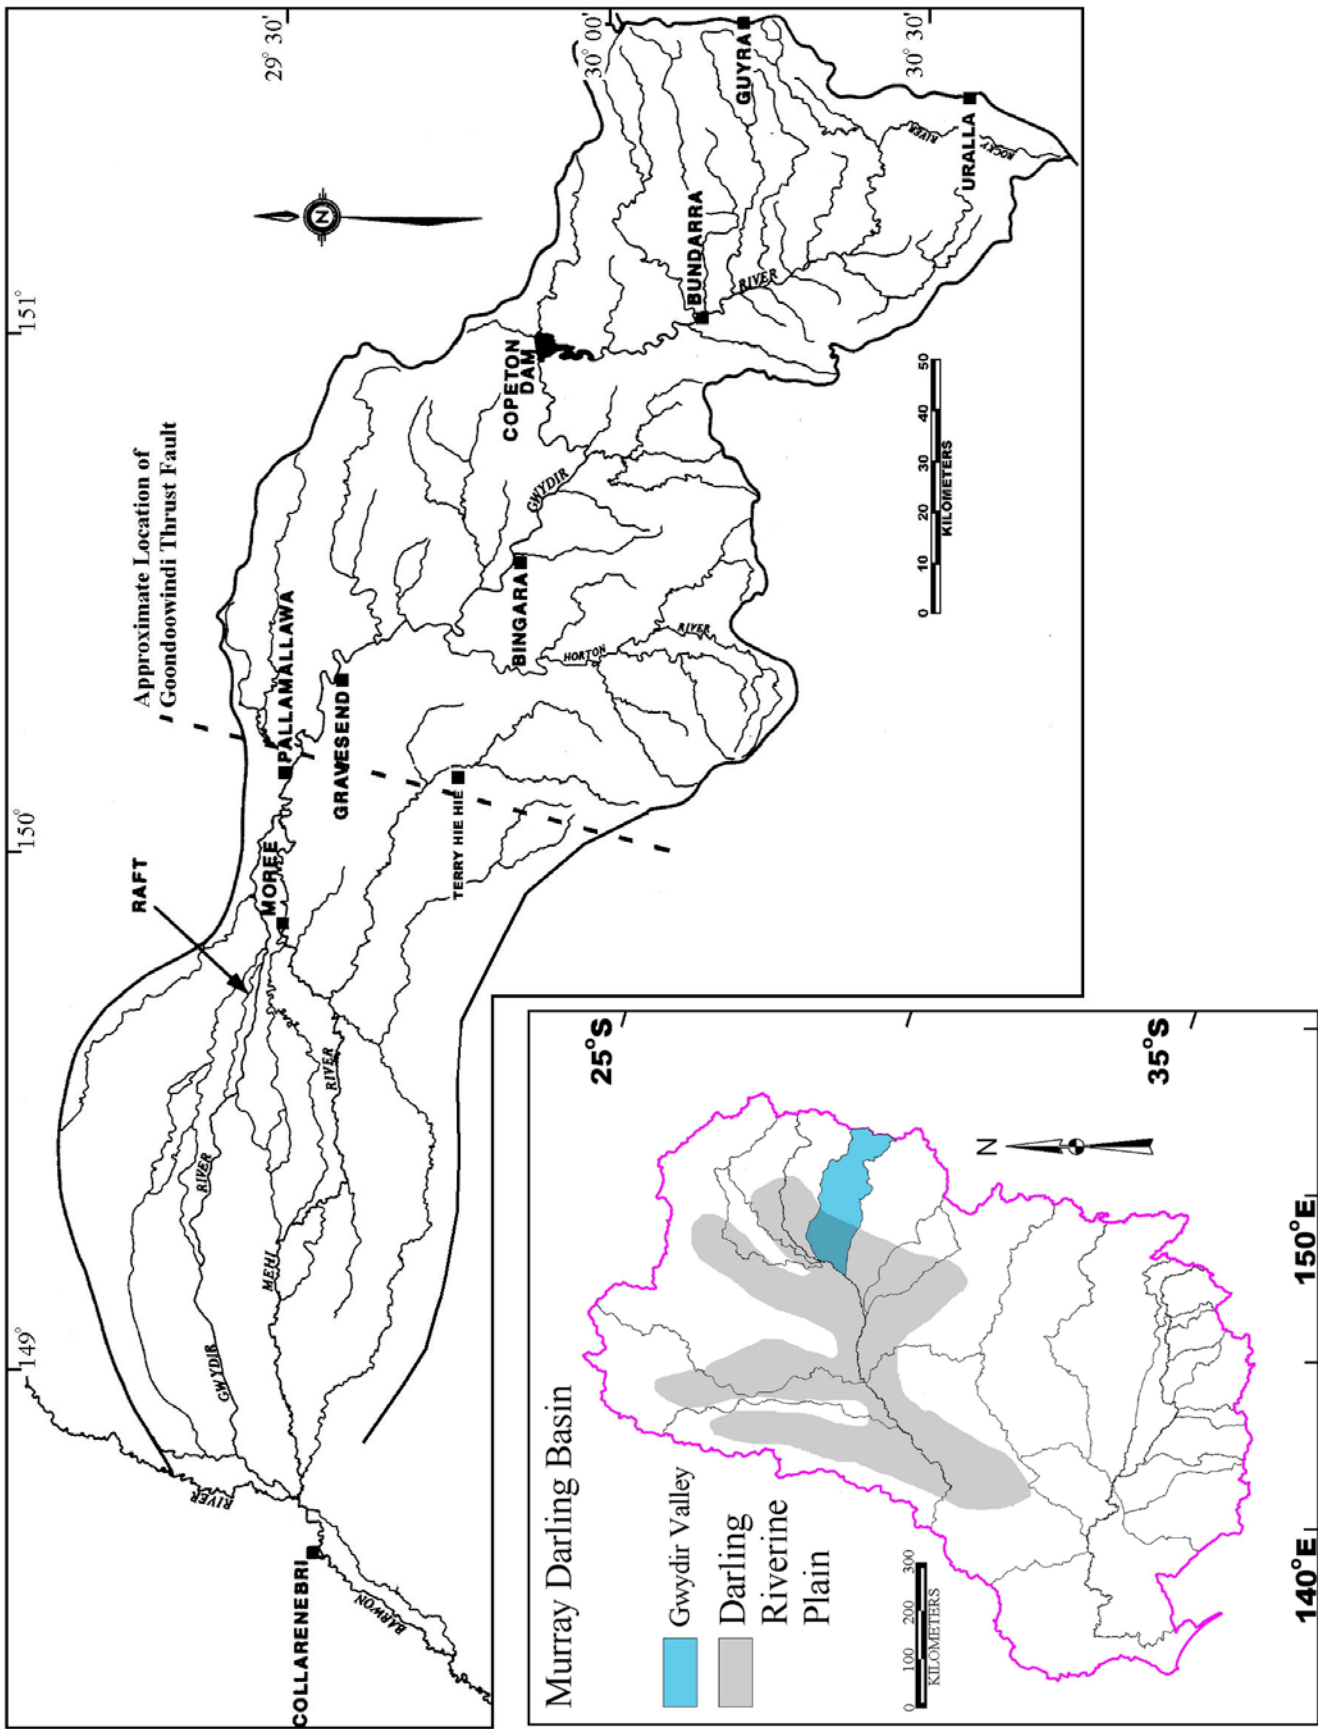 149°
150°
151°
29° 30'
30° 00'
30° 30'
RAFT
Approximate Location of
Goondoowindi Thrust Fault
N
COLLARENEBRI
BARWON
RIVER
GWYDIR
RIVER
MEHI
RIVER
MOREE
PALLAMALLAWA
GRAVESEND
TERRY HIE HIE
BINGARA
HORTON
RIVER
GWYDIR
COPETON
DAM
BUNDARRA
RIVER
GUYRA
URALLA
ROCKY
RIVER
0 10 20 30 40 50
KILOMETERS
Murray Darling Basin
Gwydir Valley
Darling
Riverine
Plain
0 100 200 300
KILOMETERS
N
25°S
35°S
140°E
150°E